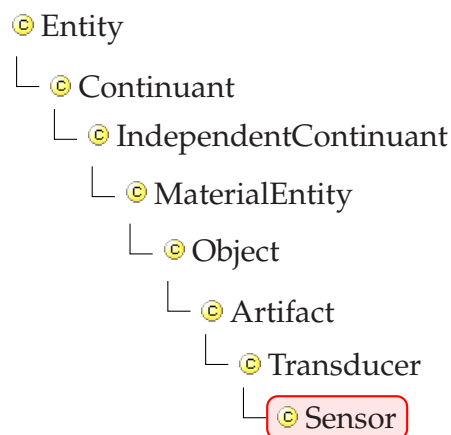 C Entity
C Continuant
C IndependentContinuant
C MaterialEntity
C Object
C Artifact
C Transducer
C Sensor